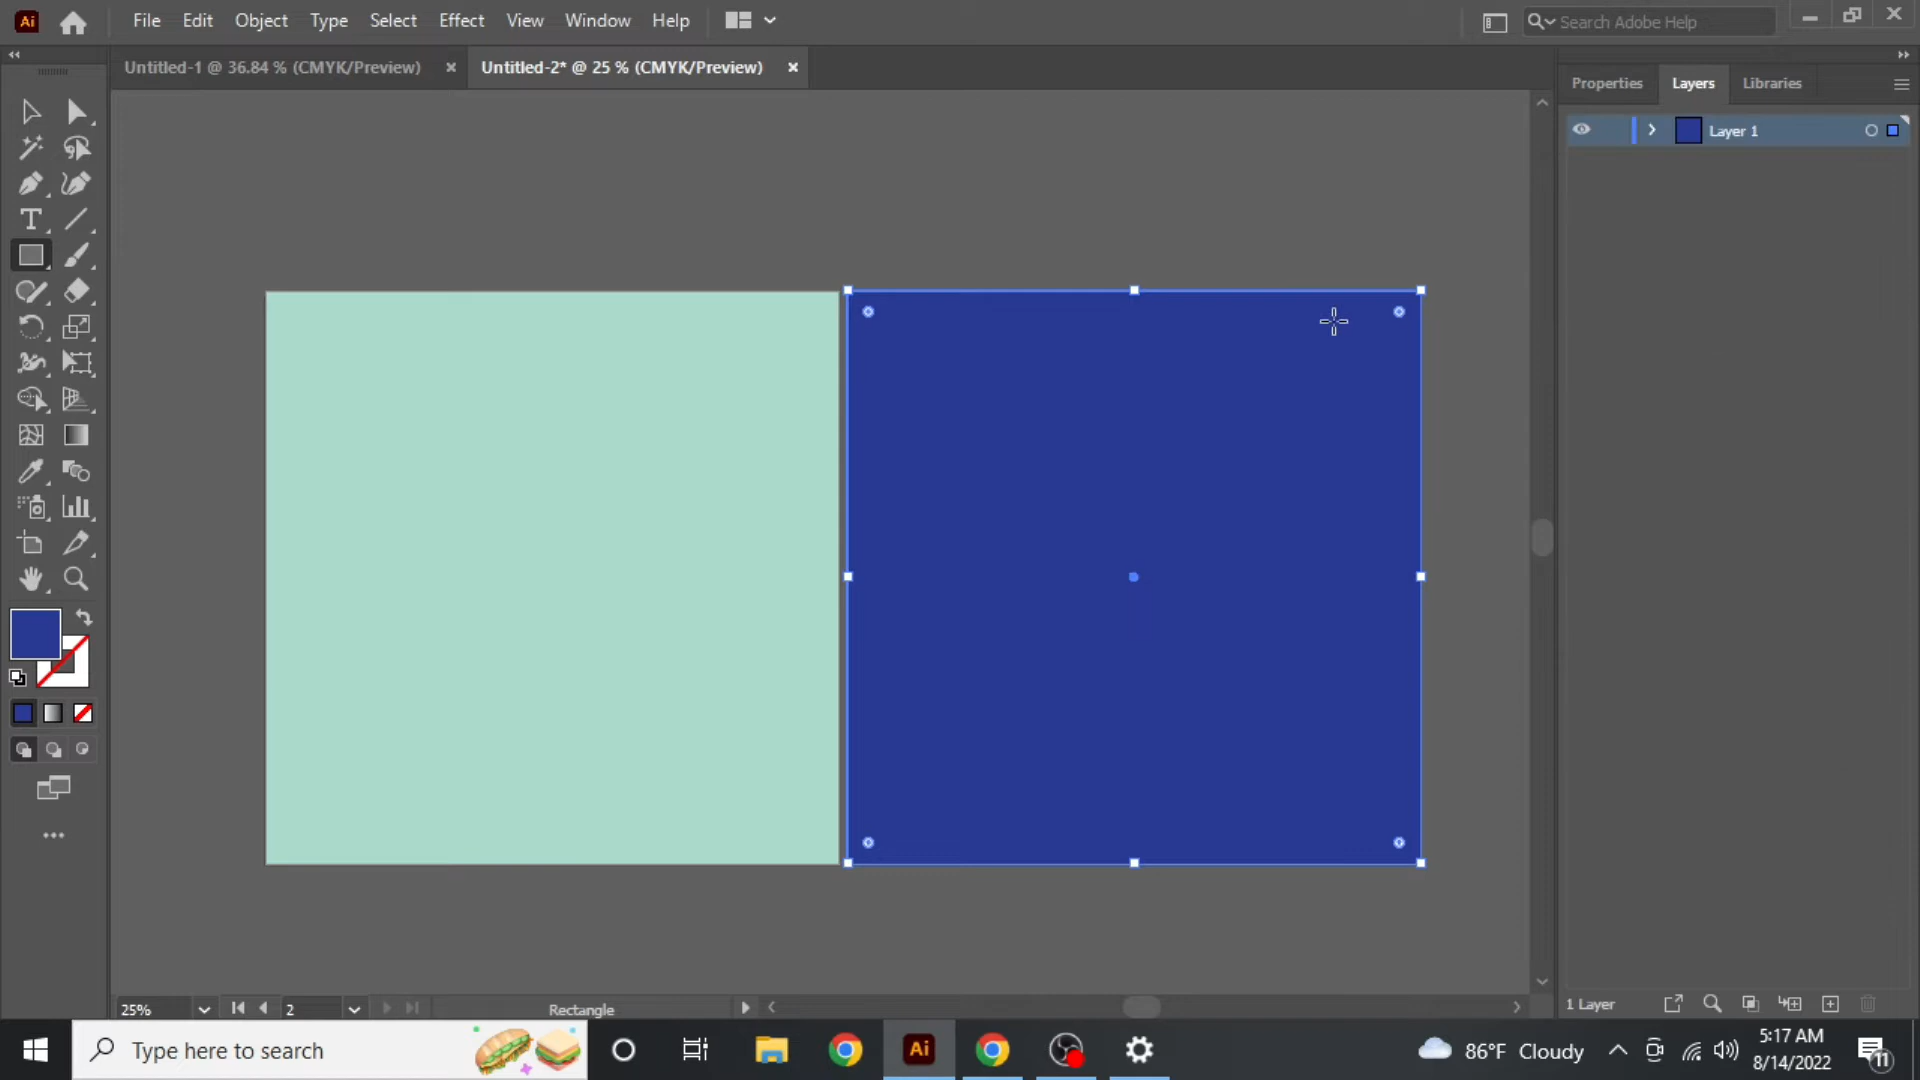 Ai File Edit Object Type Select Effect View Window Help Search Adobe Help
Untitled-1 @ 36.84 % (CMYK/Preview) × Untitled-2* @ 25 % (CMYK/Preview) ×
Properties Layers Libraries
Layer 1
T
25% 2 Rectangle
1 Layer
Type here to search Ai 86°F Cloudy 5:17 AM
8/14/2022
11